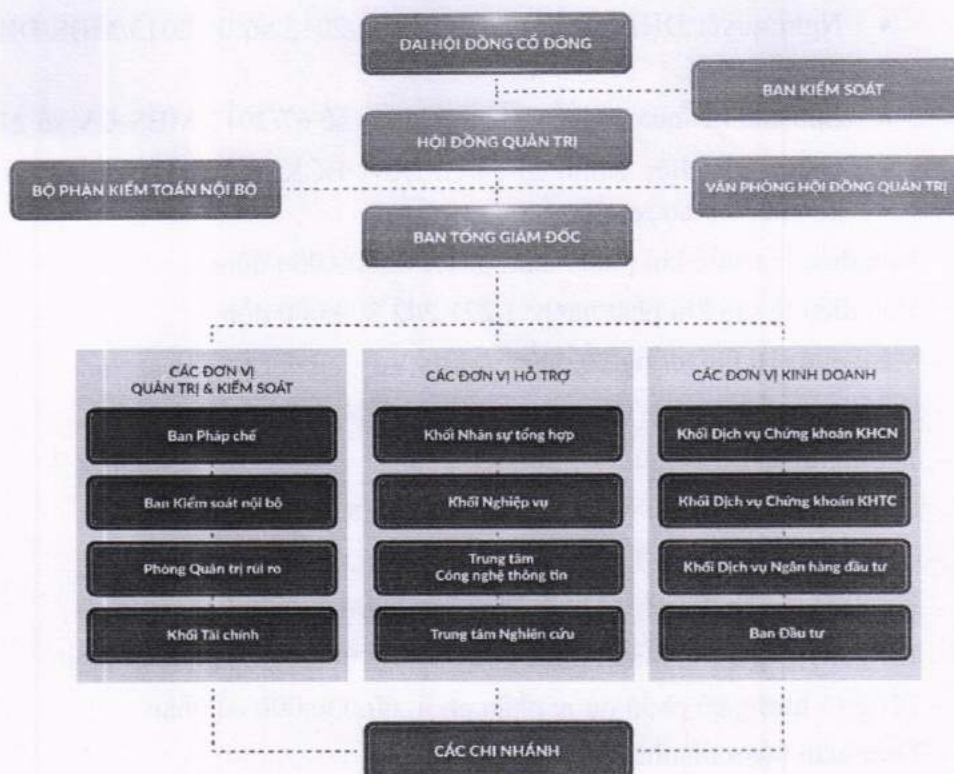 ĐẠI HỘI ĐỒNG CỔ ĐÔNG
BAN KIỂM SOÁT
HỘI ĐỒNG QUẢN TRỊ
BỘ PHẬN KIỂM TOÁN NỘI BỘ
VĂN PHÒNG HỘI ĐỒNG QUẢN TRỊ
BAN TỔNG GIÁM ĐỐC
CÁC ĐƠN VỊ
QUẢN TRỊ & KIỂM SOÁT
Ban Pháp chế
Ban Kiểm soát nội bộ
Phòng Quản trị rủi ro
Khối Tài chính
CÁC ĐƠN VỊ HỖ TRỢ
Khối Nhân sự tổng hợp
Khối Nghiệp vụ
Trung tâm
Công nghệ thông tin
Trung tâm Nghiên cứu
CÁC ĐƠN VỊ KINH DOANH
Khối Dịch vụ Chứng khoán KHCN
Khối Dịch vụ Chứng khoán KHTC
Khối Dịch vụ Ngân hàng đầu tư
Ban Đầu tư
CÁC CHI NHÁNH